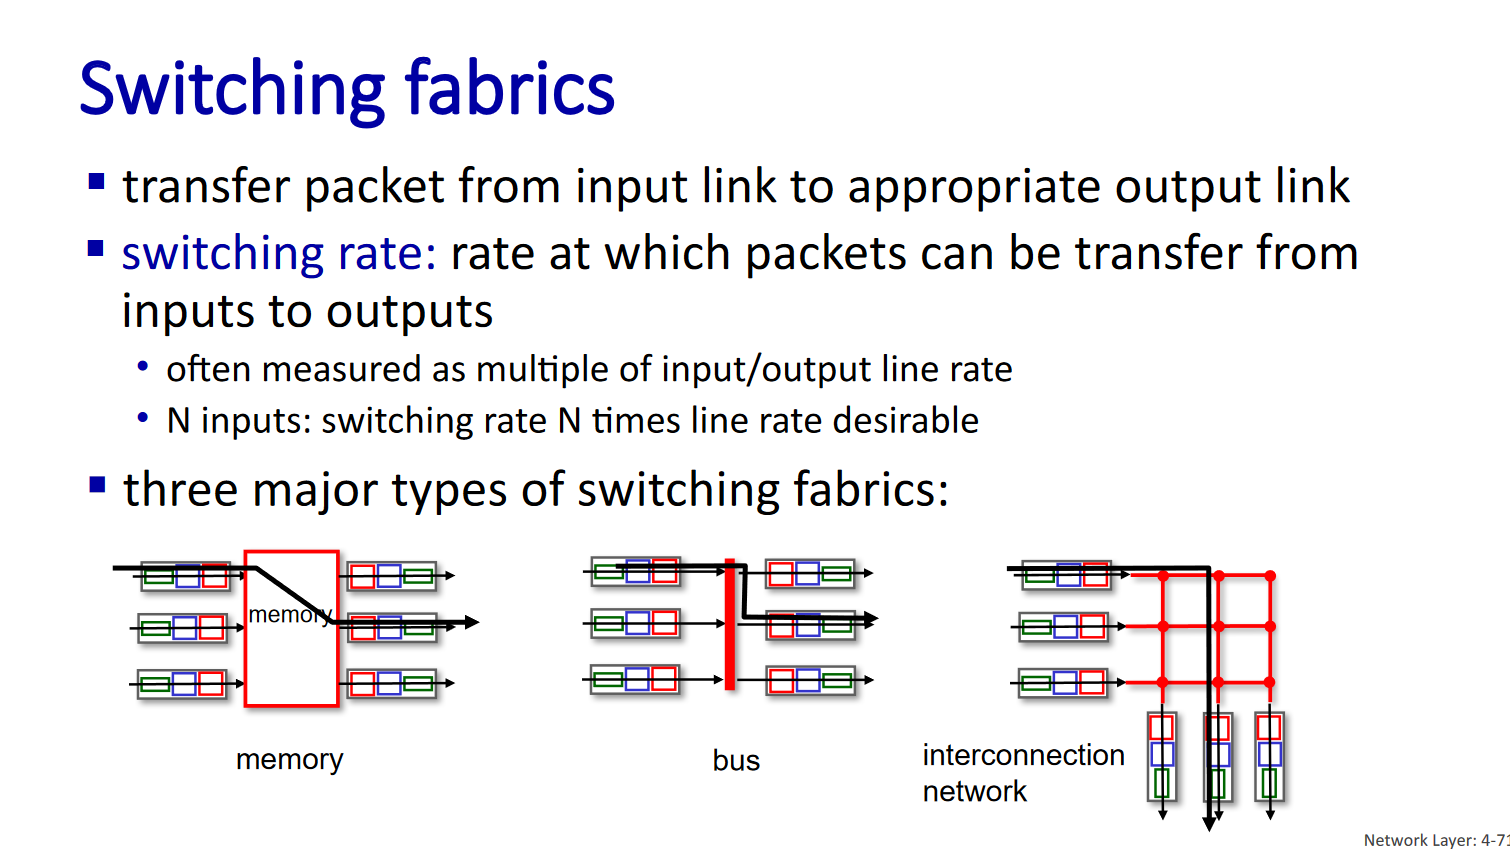 Switching fabrics
▪ transfer packet from input link to appropriate output link
▪ switching rate: rate at which packets can be transfer from
inputs to outputs
• often measured as multiple of input/output line rate
• N inputs: switching rate N times line rate desirable
▪ three major types of switching fabrics:
memory
memory
bus
interconnection
network
Network Layer: 4-71